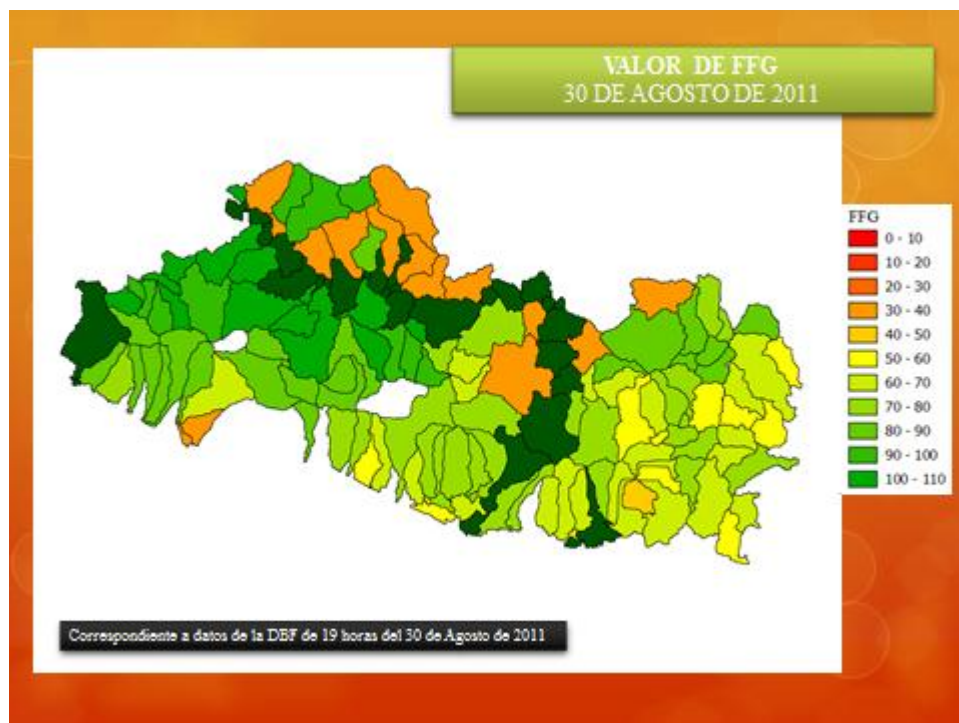 VALOR DE FFG
30 DE AGOSTO DE 2011
FFG
0 - 10
10 - 20
20 - 30
30 - 40
40 - 50
50 - 60
60 - 70
70 - 80
80 - 90
90 - 100
100 - 110
Correspondiente a datos de la DBF de 19 horas del 30 de Agosto de 2011